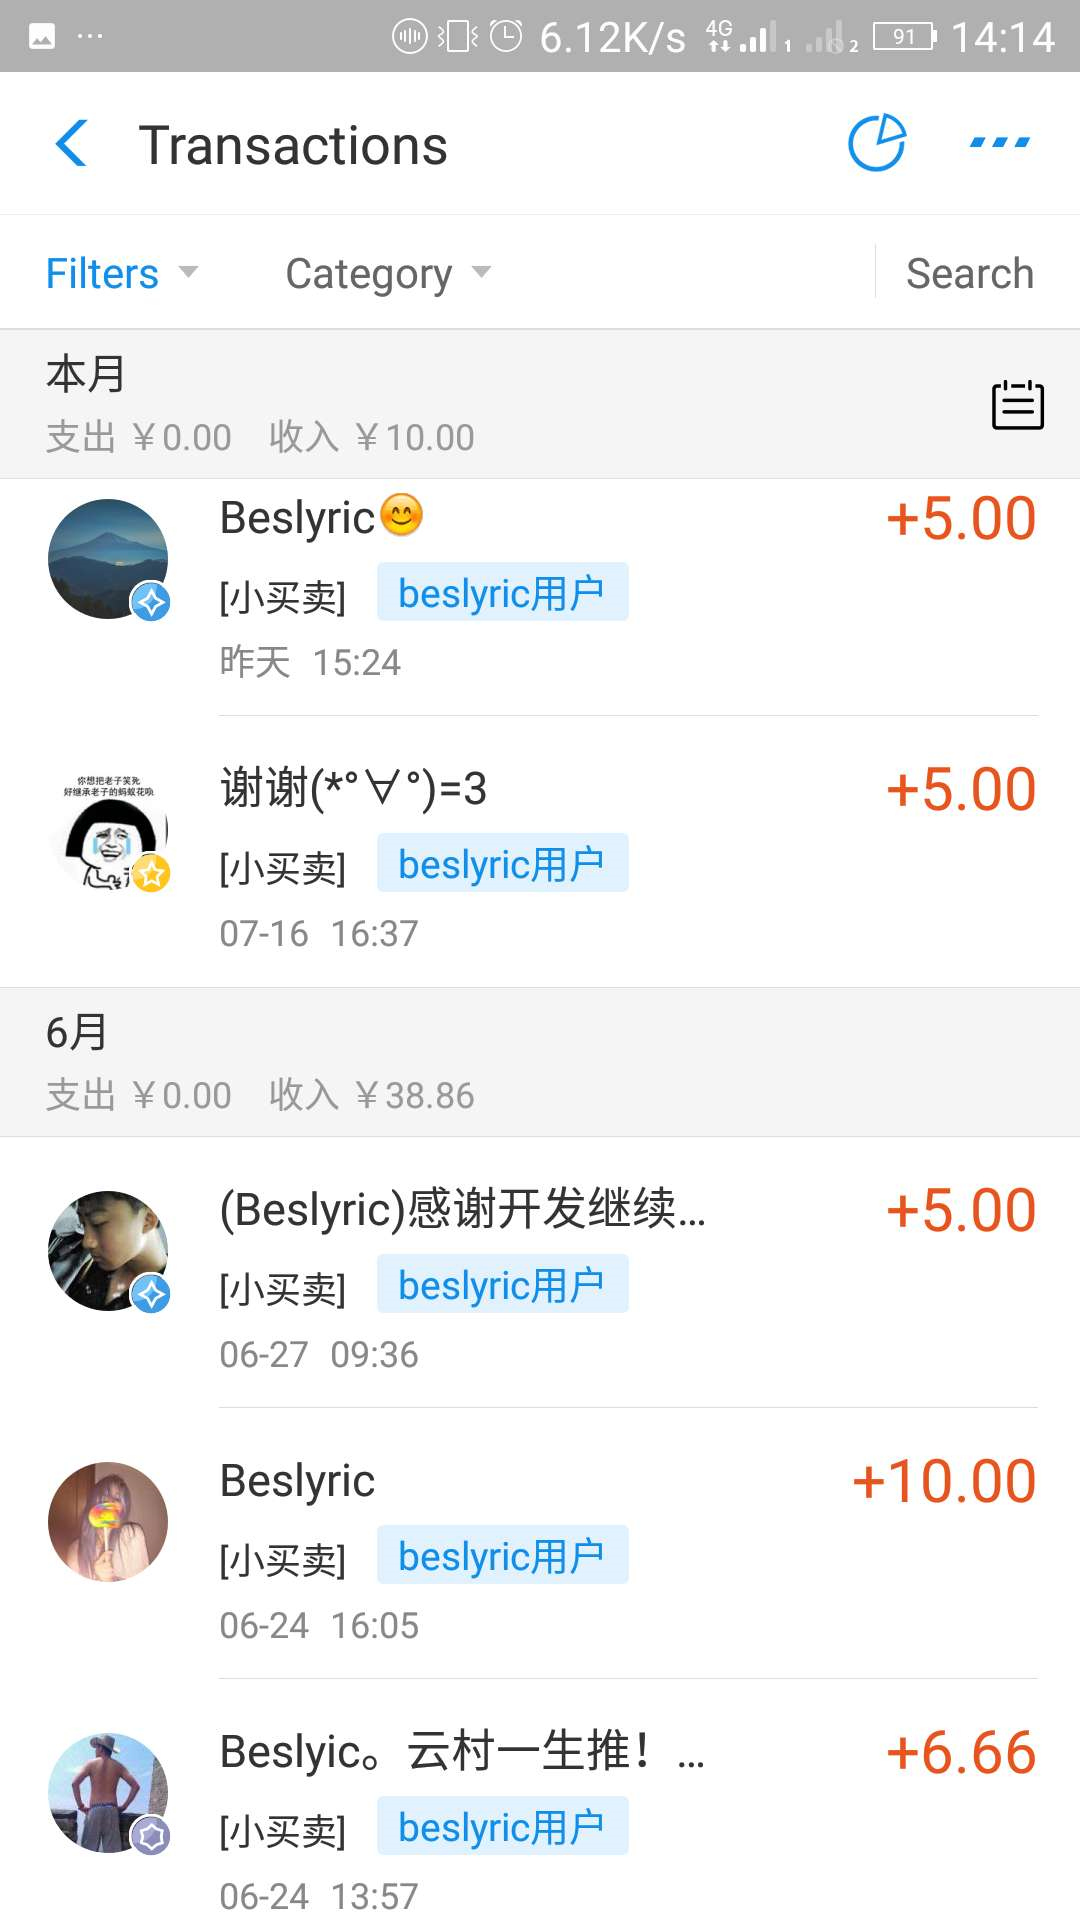 6.12K/s 4G 1 2 91 14:14
Transactions
Filters Category Search
本月
支出 ￥0.00 收入 ￥10.00
Beslyric😊 +5.00
[小买卖] beslyric用户
昨天 15:24
你想把老子笑死
好继承老子的蚂蚁花呗
谢谢(*°∀°)=3 +5.00
[小买卖] beslyric用户
07-16 16:37
6月
支出 ￥0.00 收入 ￥38.86
(Beslyric)感谢开发继续... +5.00
[小买卖] beslyric用户
06-27 09:36
Beslyric +10.00
[小买卖] beslyric用户
06-24 16:05
Beslyic。云村一生推！... +6.66
[小买卖] beslyric用户
06-24 13:57